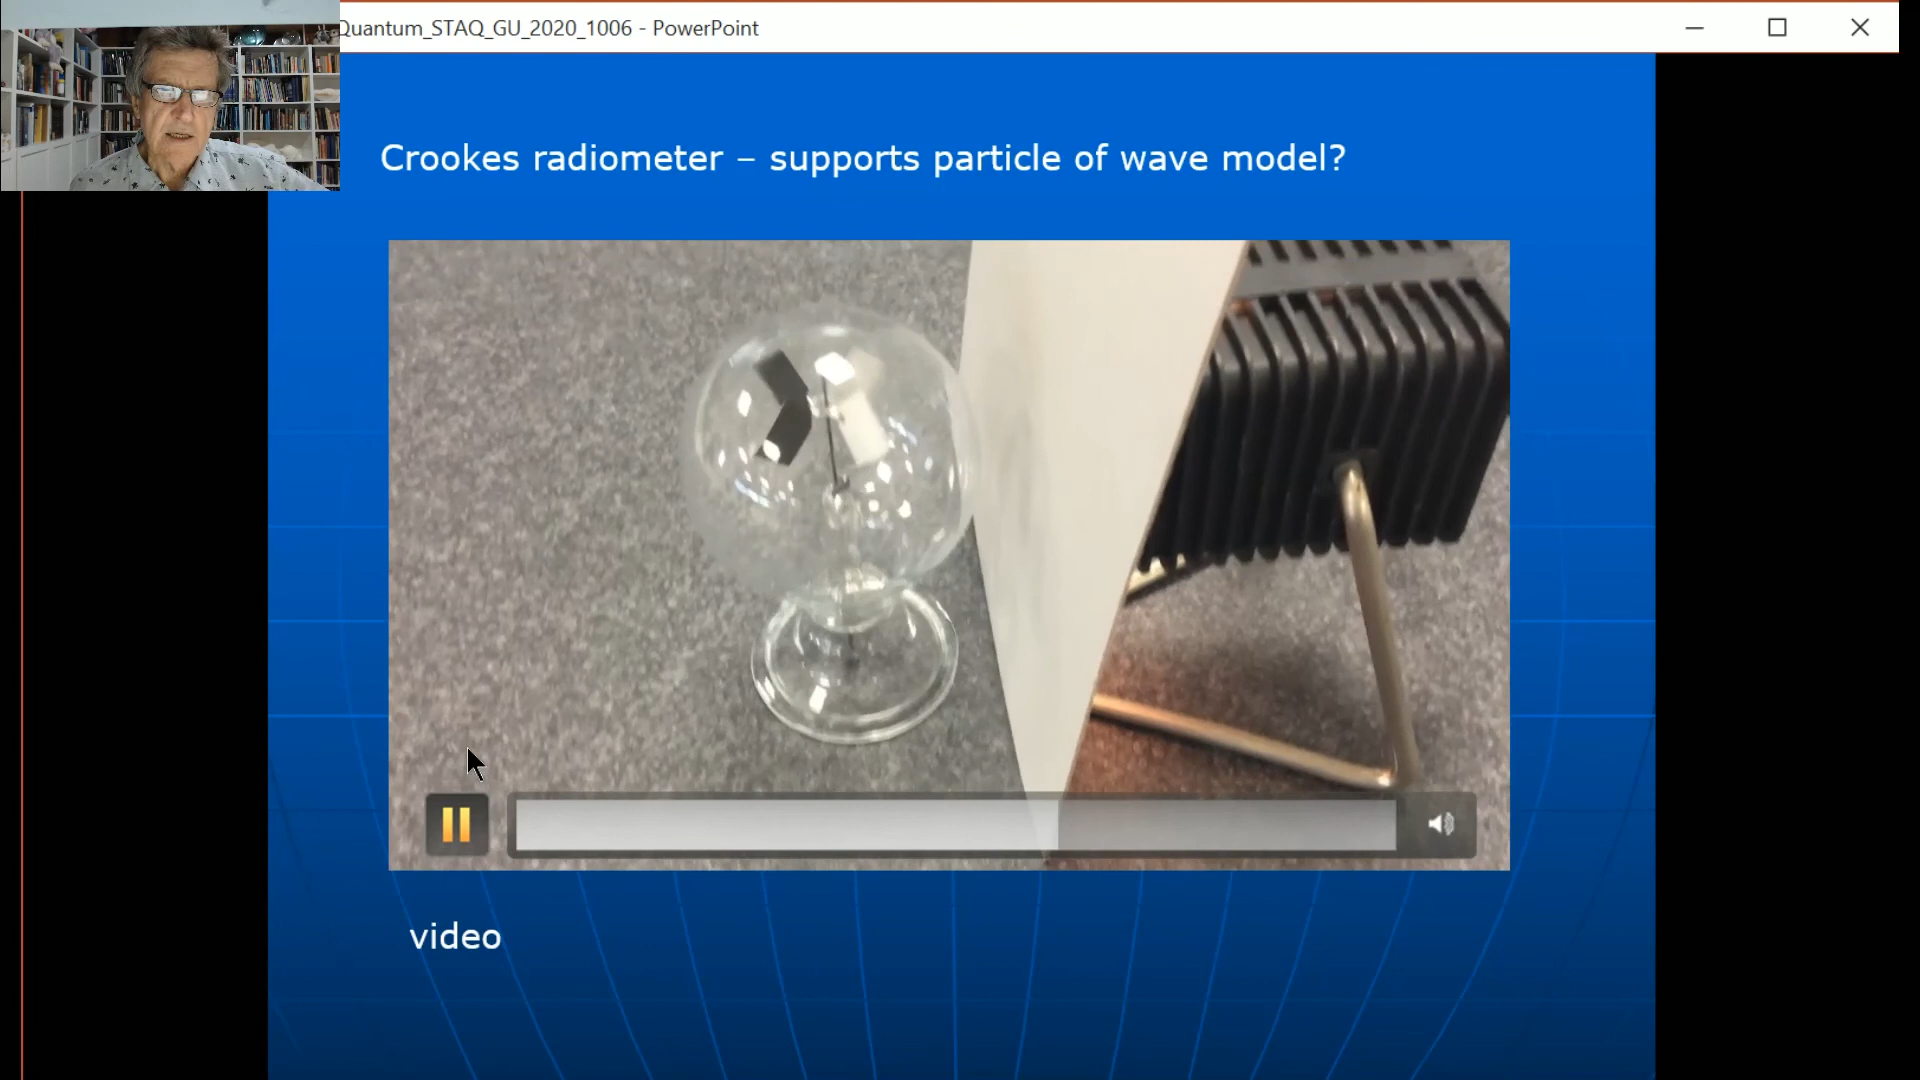 Quantum_STAQ_GU_2020_1006 - PowerPoint
Crookes radiometer – supports particle of wave model?
video